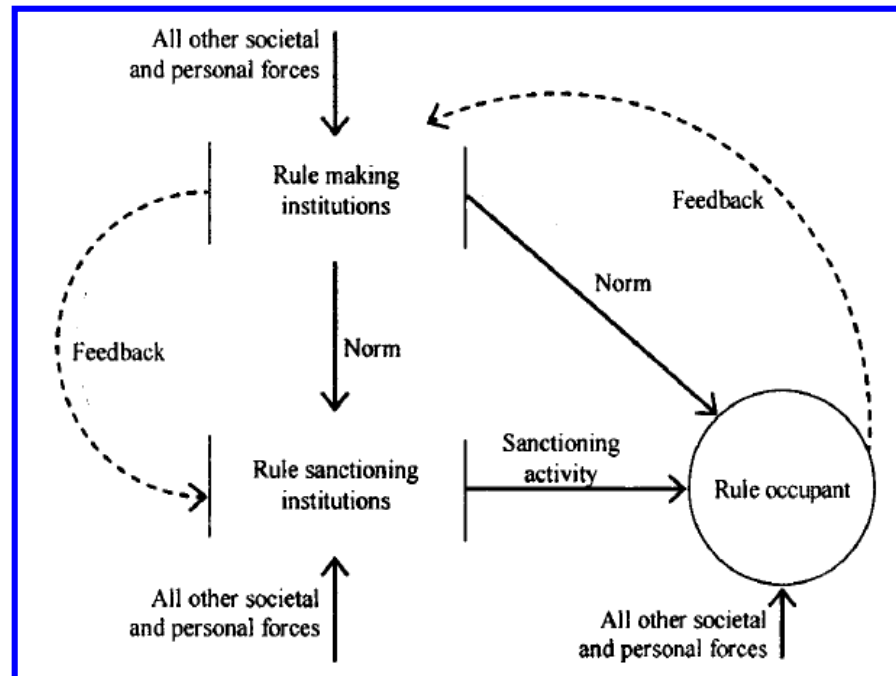 All other societal
and personal forces
Rule making
institutions
Feedback
Norm
Feedback
Norm
Sanctioning
activity
Rule sanctioning
institutions
Rule occupant
All other societal
and personal forces
All other societal
and personal forces